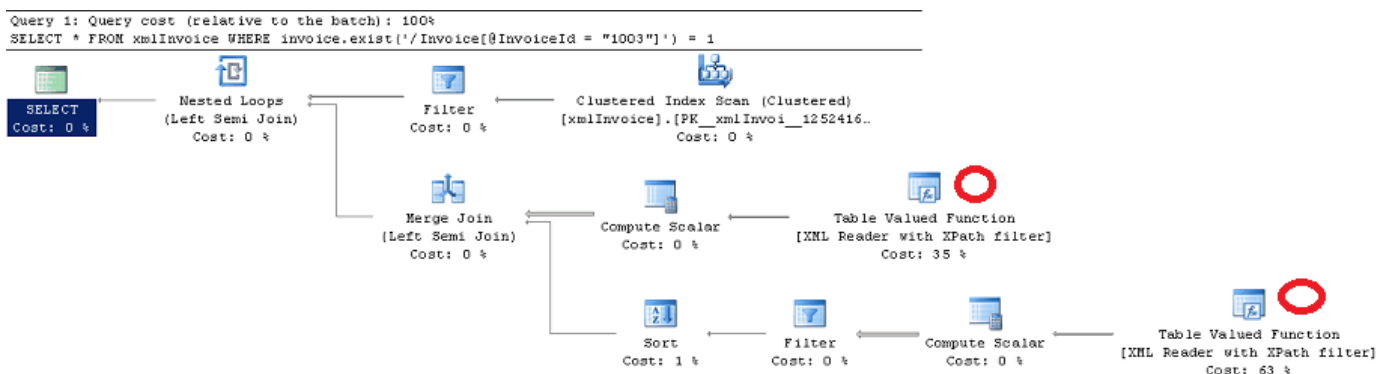 Query 1: Query cost (relative to the batch): 100%
SELECT * FROM xmlInvoice WHERE invoice.exist('/Invoice[@InvoiceId = "1003"]') = 1
SELECT
Cost: 0 %
Nested Loops
(Left Semi Join)
Cost: 0 %
Filter
Cost: 0 %
Clustered Index Scan (Clustered)
[xmlInvoice].[PK__xmlInvoi__1252416…
Cost: 0 %
Merge Join
(Left Semi Join)
Cost: 0 %
Compute Scalar
Cost: 0 %
Table Valued Function
[XML Reader with XPath filter]
Cost: 35 %
Sort
Cost: 1 %
Filter
Cost: 0 %
Compute Scalar
Cost: 0 %
Table Valued Function
[XML Reader with XPath filter]
Cost: 63 %